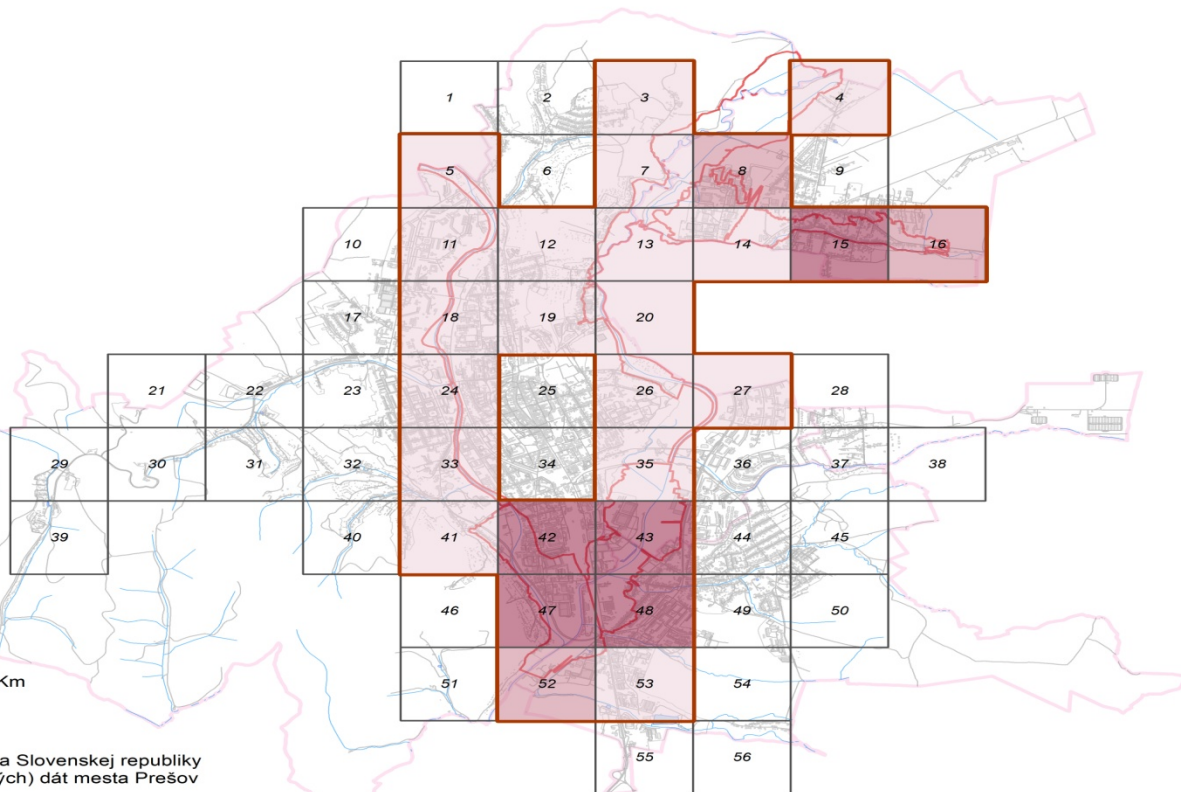 1 2 3 4
5 6 7 8 9
10 11 12 13 14 15 16
17 18 19 20
21 22 23 24 25 26 27 28
29 30 31 32 33 34 35 36 37 38
39 40 41 42 43 44 45
46 47 48 49 50
Km
51 52 53 54
a Slovenskej republiky
55 56
ých) dát mesta Prešov